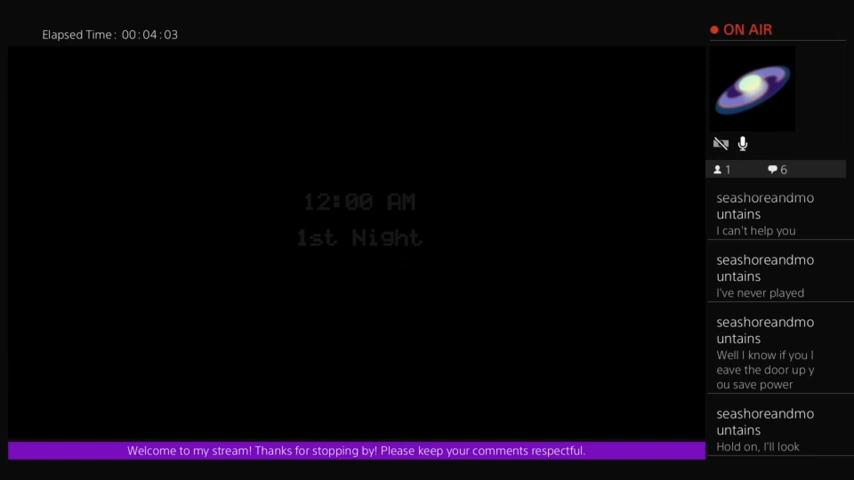 Elapsed Time: 00:04:03
ON AIR
1
6
12:00 AM
1st Night
seashoreandmo
untains
I can't help you
seashoreandmo
untains
I've never played
seashoreandmo
untains
Well I know if you l
eave the door up y
ou save power
seashoreandmo
untains
Hold on, I'll look
Welcome to my stream! Thanks for stopping by! Please keep your comments respectful.